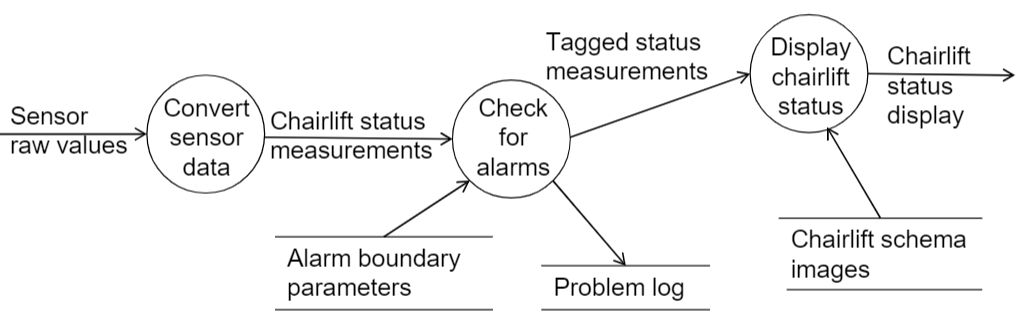 Sensor
raw values
Convert
sensor
data
Chairlift status
measurements
Check
for
alarms
Tagged status
measurements
Display
chairlift
status
Chairlift
status
display
Alarm boundary
parameters
Problem log
Chairlift schema
images